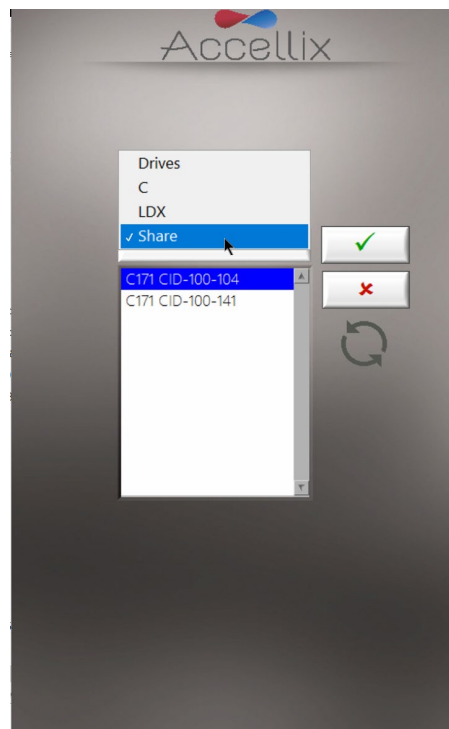 Accellix
Drives
C
LDX
✓ Share
C171 CID-100-104
C171 CID-100-141